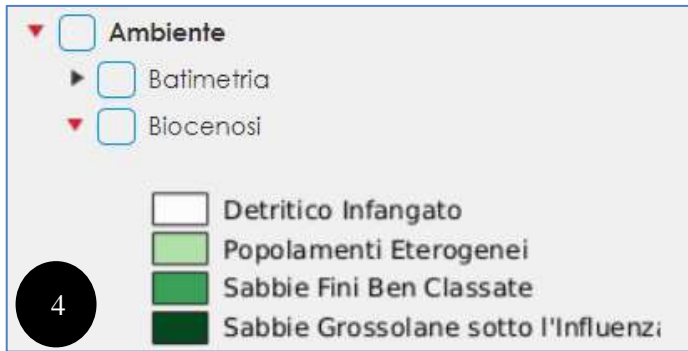 Ambiente
Batimetria
Biocenosi
Detritico Infangato
Popolamenti Eterogenei
Sabbie Fini Ben Classate
4
Sabbie Grossolane sotto l'Influenz